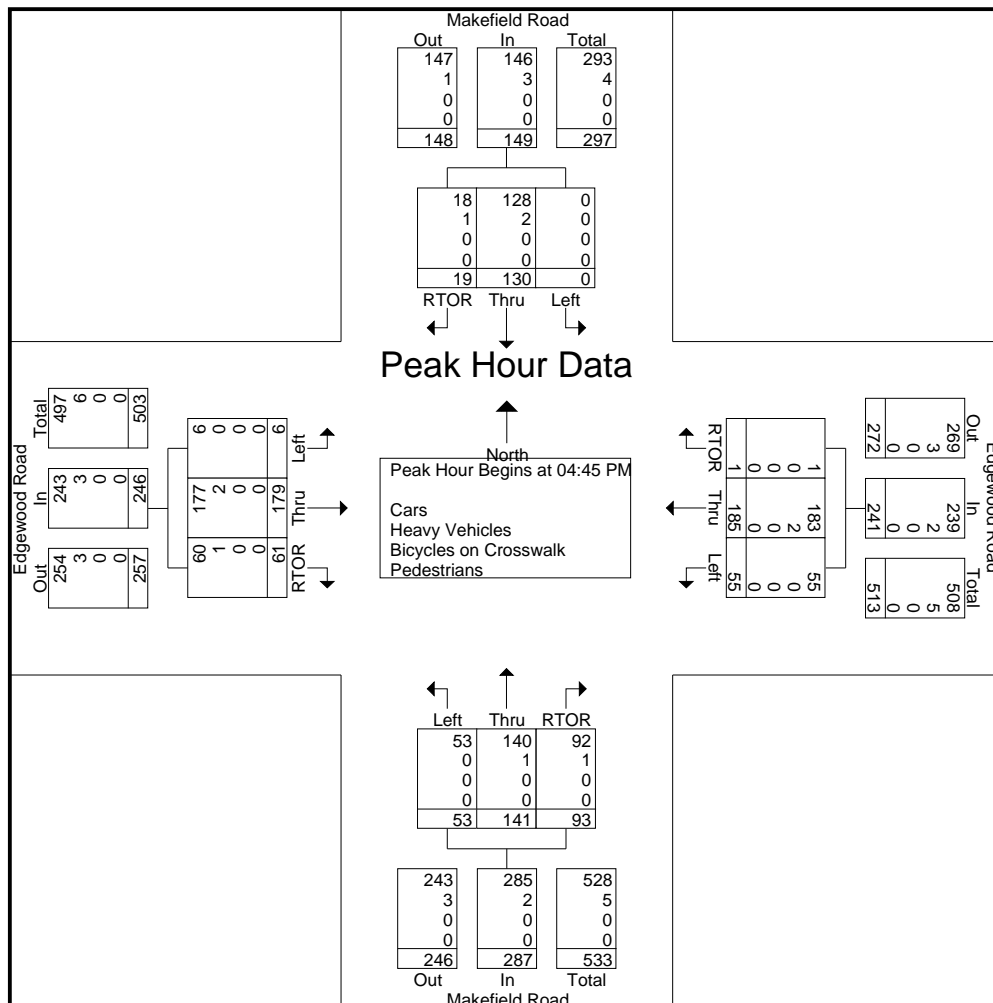 Makefield Road
Out In Total
147 146 293
1 3 4
0 0 0
0 0 0
148 149 297
18 128 0
1 2 0
0 0 0
0 0 0
19 130 0
RTOR Thru Left
Peak Hour Data
North
Peak Hour Begins at 04:45 PM
Cars
Heavy Vehicles
Bicycles on Crosswalk
Pedestrians
Edgewood Road
Total In Out
497 243 254
6 3 3
0 0 0
0 0 0
503 246 257
Left Thru RTOR
6 177 60
0 2 1
0 0 0
0 0 0
6 179 61
RTOR Thru Left
1 183 55
0 2 0
0 0 0
0 0 0
1 185 55
Edgewood Road
Out In Total
269 239 508
3 2 5
0 0 0
0 0 0
272 241 513
Left Thru RTOR
53 140 92
0 1 1
0 0 0
0 0 0
53 141 93
243 285 528
3 2 5
0 0 0
0 0 0
246 287 533
Out In Total
Makefield Road